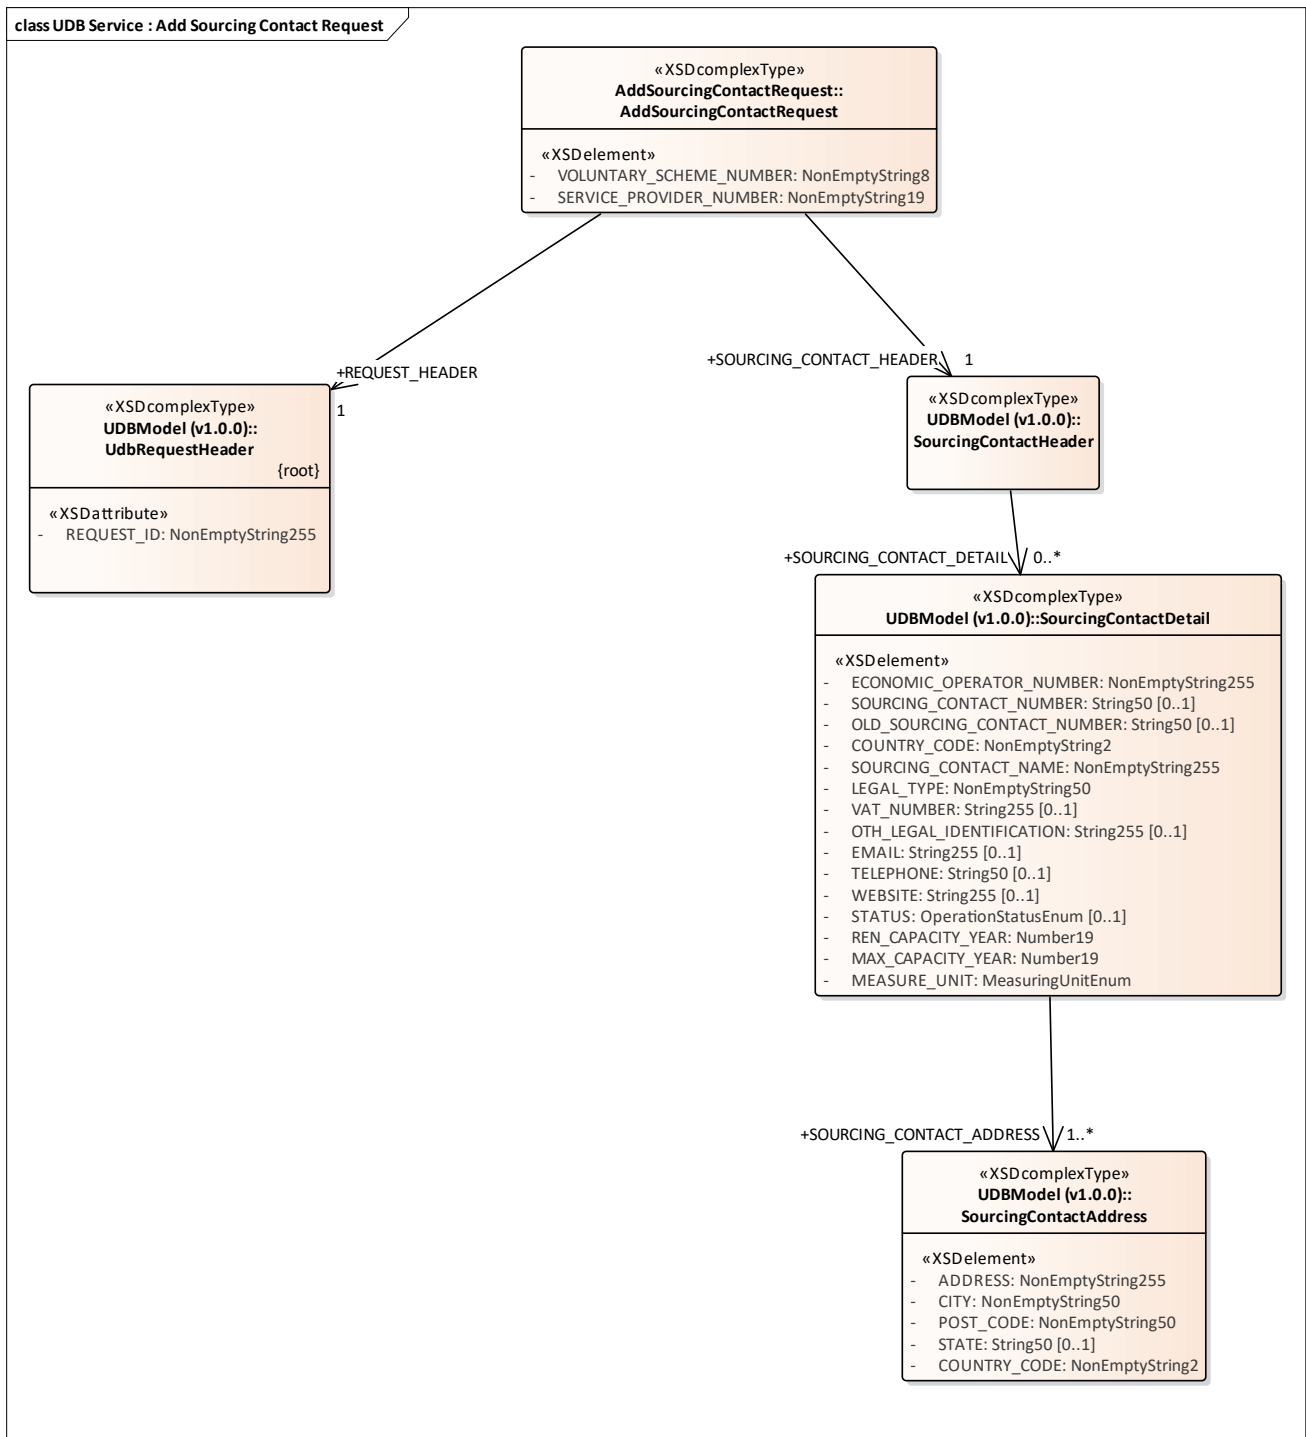 class UDB Service : Add Sourcing Contact Request
«XSDcomplexType»
AddSourcingContactRequest::
AddSourcingContactRequest
«XSDelement»
- VOLUNTARY_SCHEME_NUMBER: NonEmptyString8
- SERVICE_PROVIDER_NUMBER: NonEmptyString19
+REQUEST_HEADER
1
«XSDcomplexType»
UDBModel (v1.0.0)::
UdbRequestHeader
{root}
«XSDattribute»
- REQUEST_ID: NonEmptyString255
+SOURCING_CONTACT_HEADER 1
«XSDcomplexType»
UDBModel (v1.0.0)::
SourcingContactHeader
+SOURCING_CONTACT_DETAIL 0..*
«XSDcomplexType»
UDBModel (v1.0.0)::SourcingContactDetail
«XSDelement»
- ECONOMIC_OPERATOR_NUMBER: NonEmptyString255
- SOURCING_CONTACT_NUMBER: String50 [0..1]
- OLD_SOURCING_CONTACT_NUMBER: String50 [0..1]
- COUNTRY_CODE: NonEmptyString2
- SOURCING_CONTACT_NAME: NonEmptyString255
- LEGAL_TYPE: NonEmptyString50
- VAT_NUMBER: String255 [0..1]
- OTH_LEGAL_IDENTIFICATION: String255 [0..1]
- EMAIL: String255 [0..1]
- TELEPHONE: String50 [0..1]
- WEBSITE: String255 [0..1]
- STATUS: OperationStatusEnum [0..1]
- REN_CAPACITY_YEAR: Number19
- MAX_CAPACITY_YEAR: Number19
- MEASURE_UNIT: MeasuringUnitEnum
+SOURCING_CONTACT_ADDRESS 1..*
«XSDcomplexType»
UDBModel (v1.0.0)::
SourcingContactAddress
«XSDelement»
- ADDRESS: NonEmptyString255
- CITY: NonEmptyString50
- POST_CODE: NonEmptyString50
- STATE: String50 [0..1]
- COUNTRY_CODE: NonEmptyString2